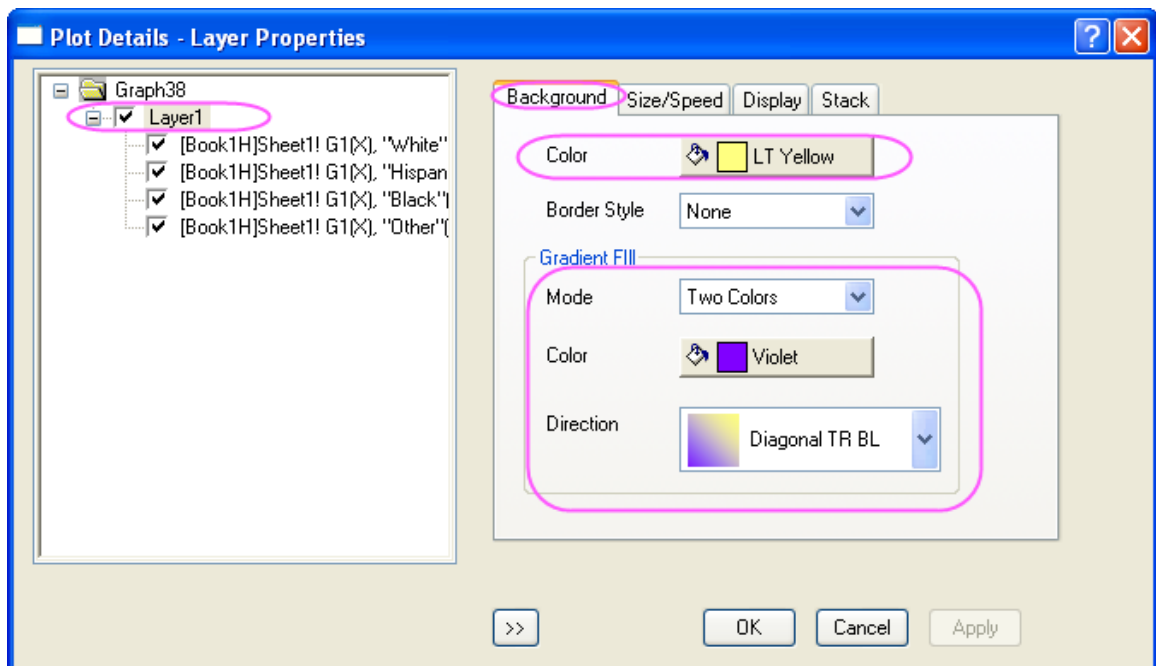 Plot Details - Layer Properties
Graph38
Layer1
[Book1H]Sheet1! G1(X), "White"
[Book1H]Sheet1! G1(X), "Hispan
[Book1H]Sheet1! G1(X), "Black"(
[Book1H]Sheet1! G1(X), "Other"(
Background
Size/Speed
Display
Stack
Color
LT Yellow
Border Style
None
Gradient FIll
Mode
Two Colors
Color
Violet
Direction
Diagonal TR BL
>>
OK
Cancel
Apply